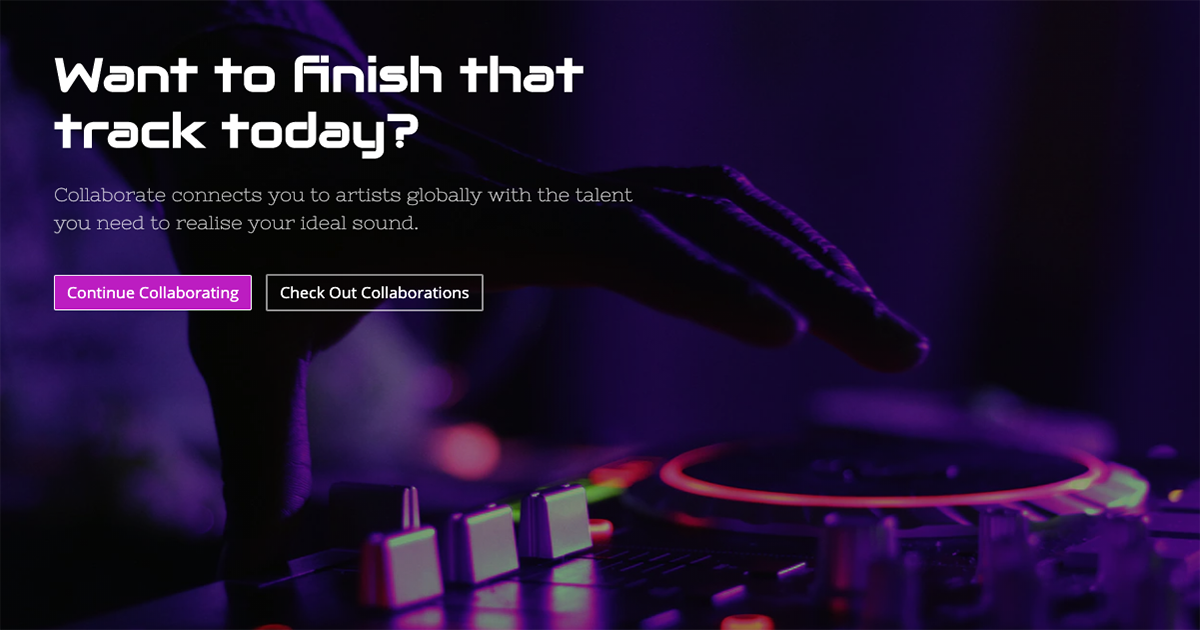 Want to finish that
track today?
Collaborate connects you to artists globally with the talent
you need to realise your ideal sound.
Continue Collaborating
Check Out Collaborations